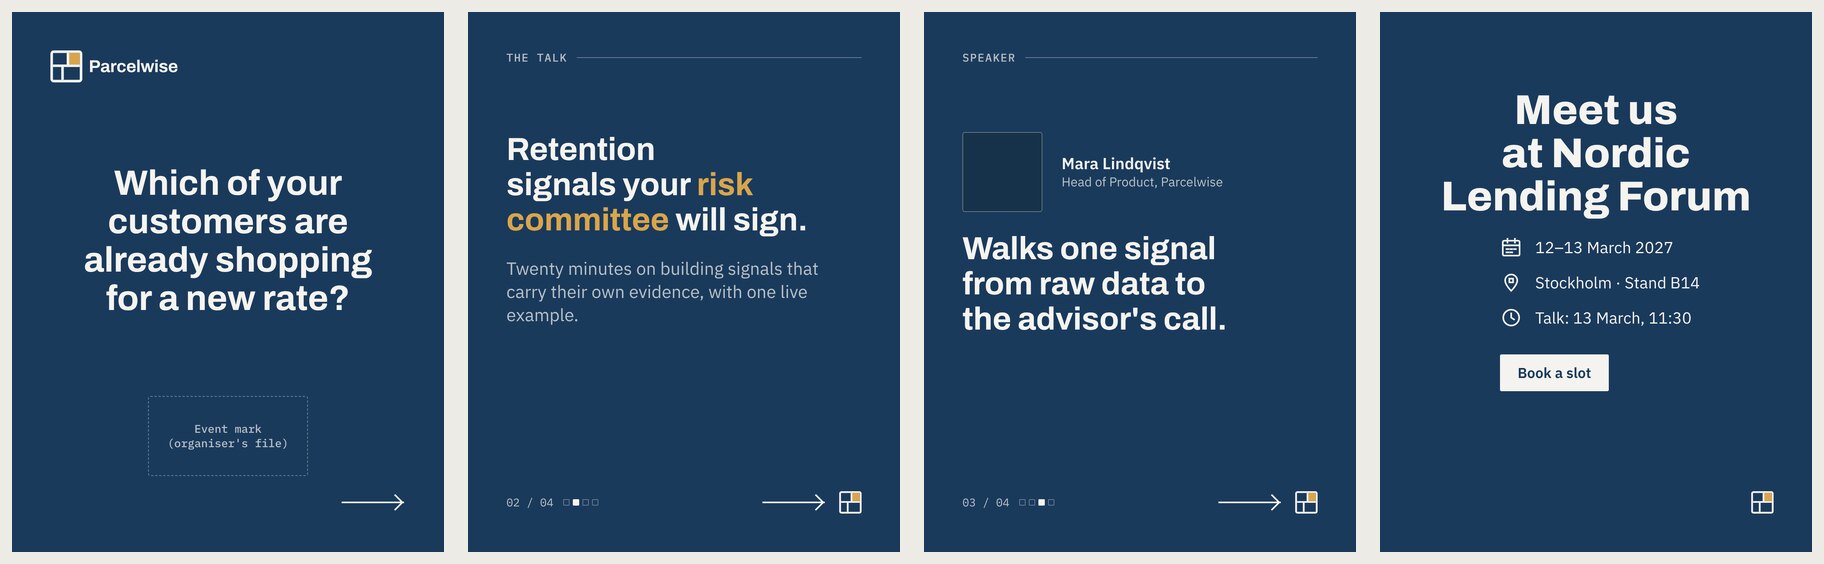 Parcelwise
Which of your
customers are
already shopping
for a new rate?
Event mark
(organiser's file)
THE TALK
Retention
signals your risk
committee will sign.
Twenty minutes on building signals that
carry their own evidence, with one live
example.
02 / 04
SPEAKER
Mara Lindqvist
Head of Product, Parcelwise
Walks one signal
from raw data to
the advisor's call.
03 / 04
Meet us
at Nordic
Lending Forum
12–13 March 2027
Stockholm · Stand B14
Talk: 13 March, 11:30
Book a slot